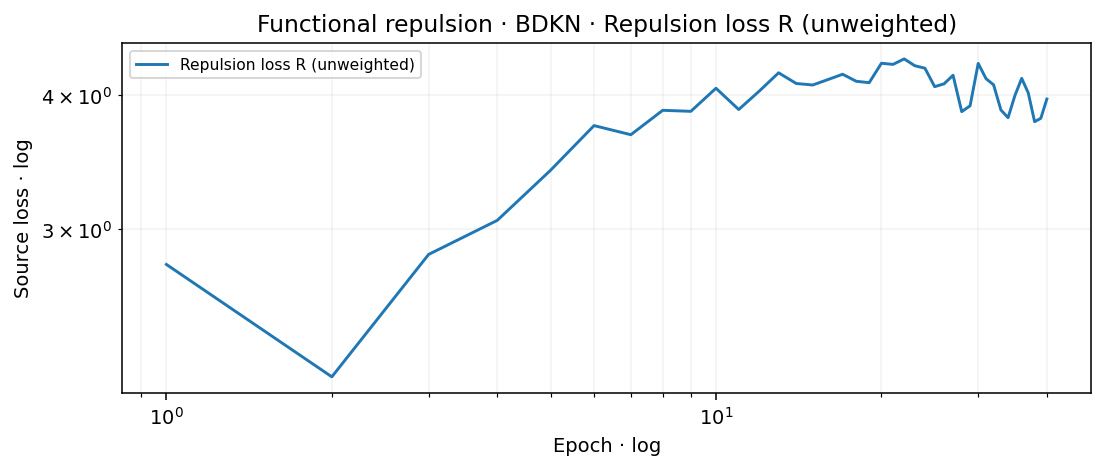 Functional repulsion · BDKN · Repulsion loss R (unweighted)
Repulsion loss R (unweighted)
Source loss · log
4 × 10⁰
3 × 10⁰
10⁰
10¹
Epoch · log